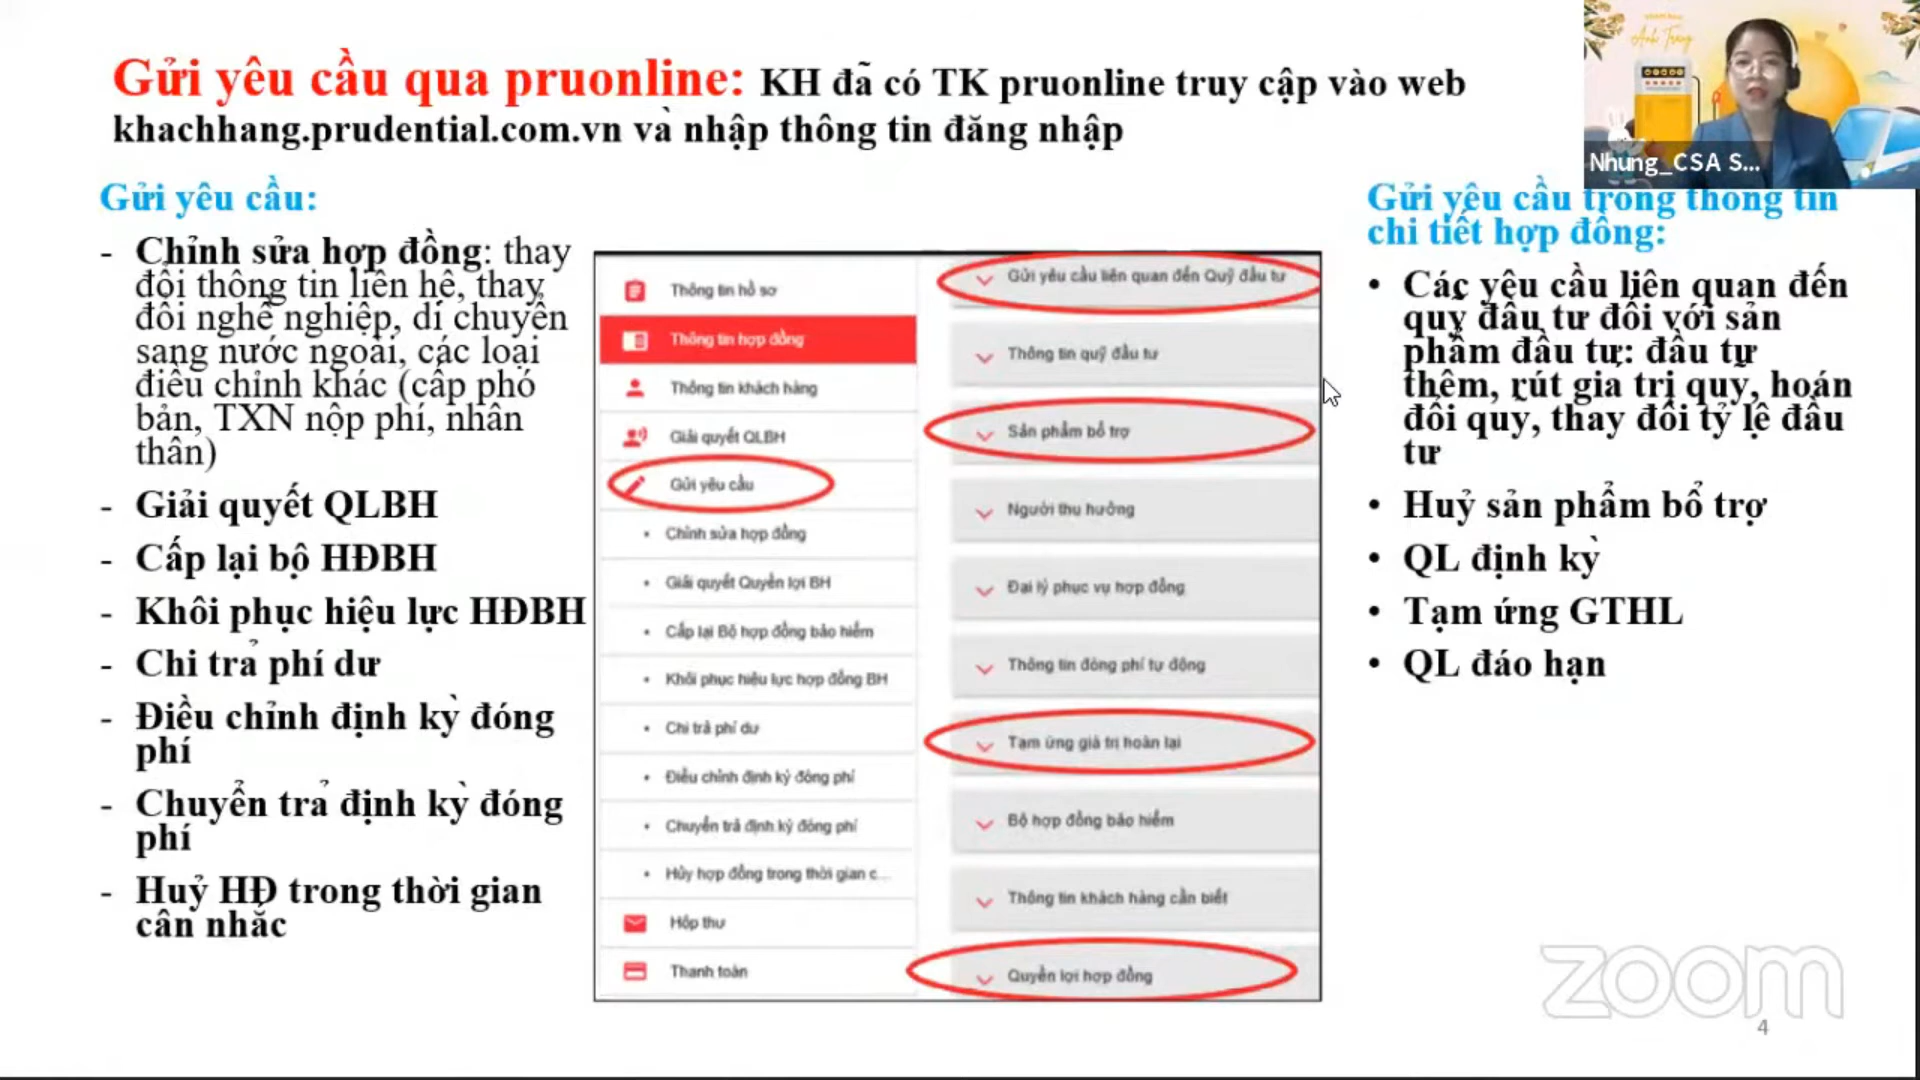 Gửi yêu cầu qua pruonline: KH đã có TK pruonline truy cập vào web
khachhang.prudential.com.vn và nhập thông tin đăng nhập
Anh Trăng
Nhung_CSA S...
Gửi yêu cầu:
- Chỉnh sửa hợp đồng: thay
đổi thông tin liên hệ, thay
đổi nghề nghiệp, di chuyển
sang nước ngoài, các loại
điều chỉnh khác (cấp phó
bản, TXN nộp phí, nhân
thân)
- Giải quyết QLBH
- Cấp lại bộ HĐBH
- Khôi phục hiệu lực HĐBH
- Chi trả phí dư
- Điều chỉnh định kỳ đóng
phí
- Chuyển trả định kỳ đóng
phí
- Huỷ HĐ trong thời gian
cân nhắc
Thông tin hồ sơ
Thông tin hợp đồng
Thông tin khách hàng
Giải quyết QLBH
Gửi yêu cầu
• Chỉnh sửa hợp đồng
• Giải quyết Quyền lợi BH
• Cấp lại Bộ hợp đồng bảo hiểm
• Khôi phục hiệu lực hợp đồng BH
• Chi trả phí dư
• Điều chỉnh định kỳ đóng phí
• Chuyển trả định kỳ đóng phí
• Hủy hợp đồng trong thời gian c...
Hộp thư
Thanh toán
Gửi yêu cầu liên quan đến Quỹ đầu tư
Thông tin quỹ đầu tư
Sản phẩm bổ trợ
Người thụ hưởng
Đại lý phục vụ hợp đồng
Thông tin đóng phí tự động
Tạm ứng giá trị hoàn lại
Bộ hợp đồng bảo hiểm
Thông tin khách hàng cần biết
Quyền lợi hợp đồng
Gửi yêu cầu trong thông tin
chi tiết hợp đồng:
• Các yêu cầu liên quan đến
quỹ đầu tư đối với sản
phẩm đầu tư: đầu tư
thêm, rút giá trị quỹ, hoán
đổi quỹ, thay đổi tỷ lệ đầu
tư
• Huỷ sản phẩm bổ trợ
• QL định kỳ
• Tạm ứng GTHL
• QL đáo hạn
zoom
4